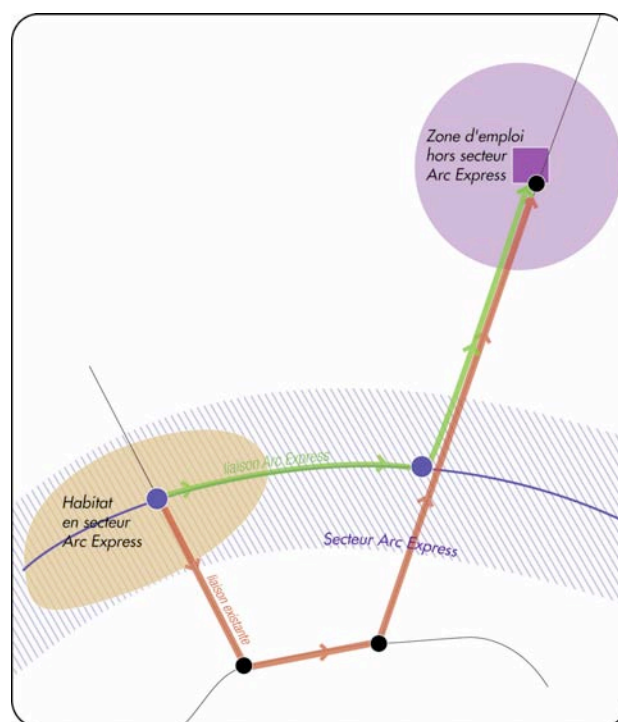 Zone d'emploi
hors secteur
Arc Express
liaison Arc Express
Habitat
en secteur
Arc Express
Secteur Arc Express
liaison existante